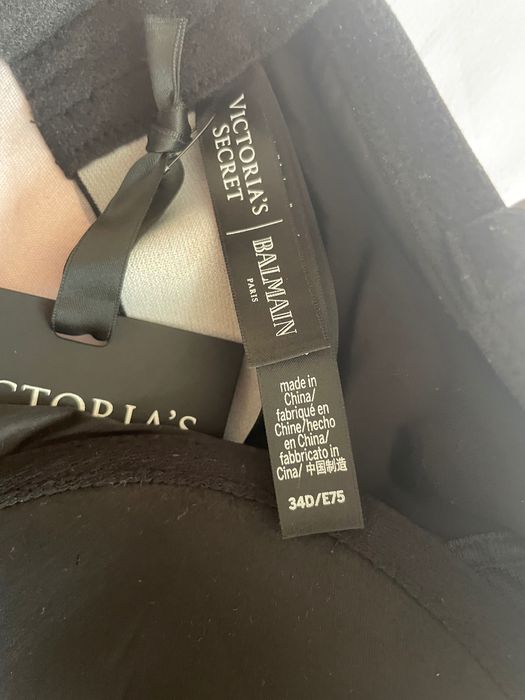 VICTORIA'S
SECRET
BALMAIN
PARIS
made in
China/
fabriqué en
Chine/hecho
en China/
fabbricato in
Cina/ 中国制造
34D/E75
CTORIA'S